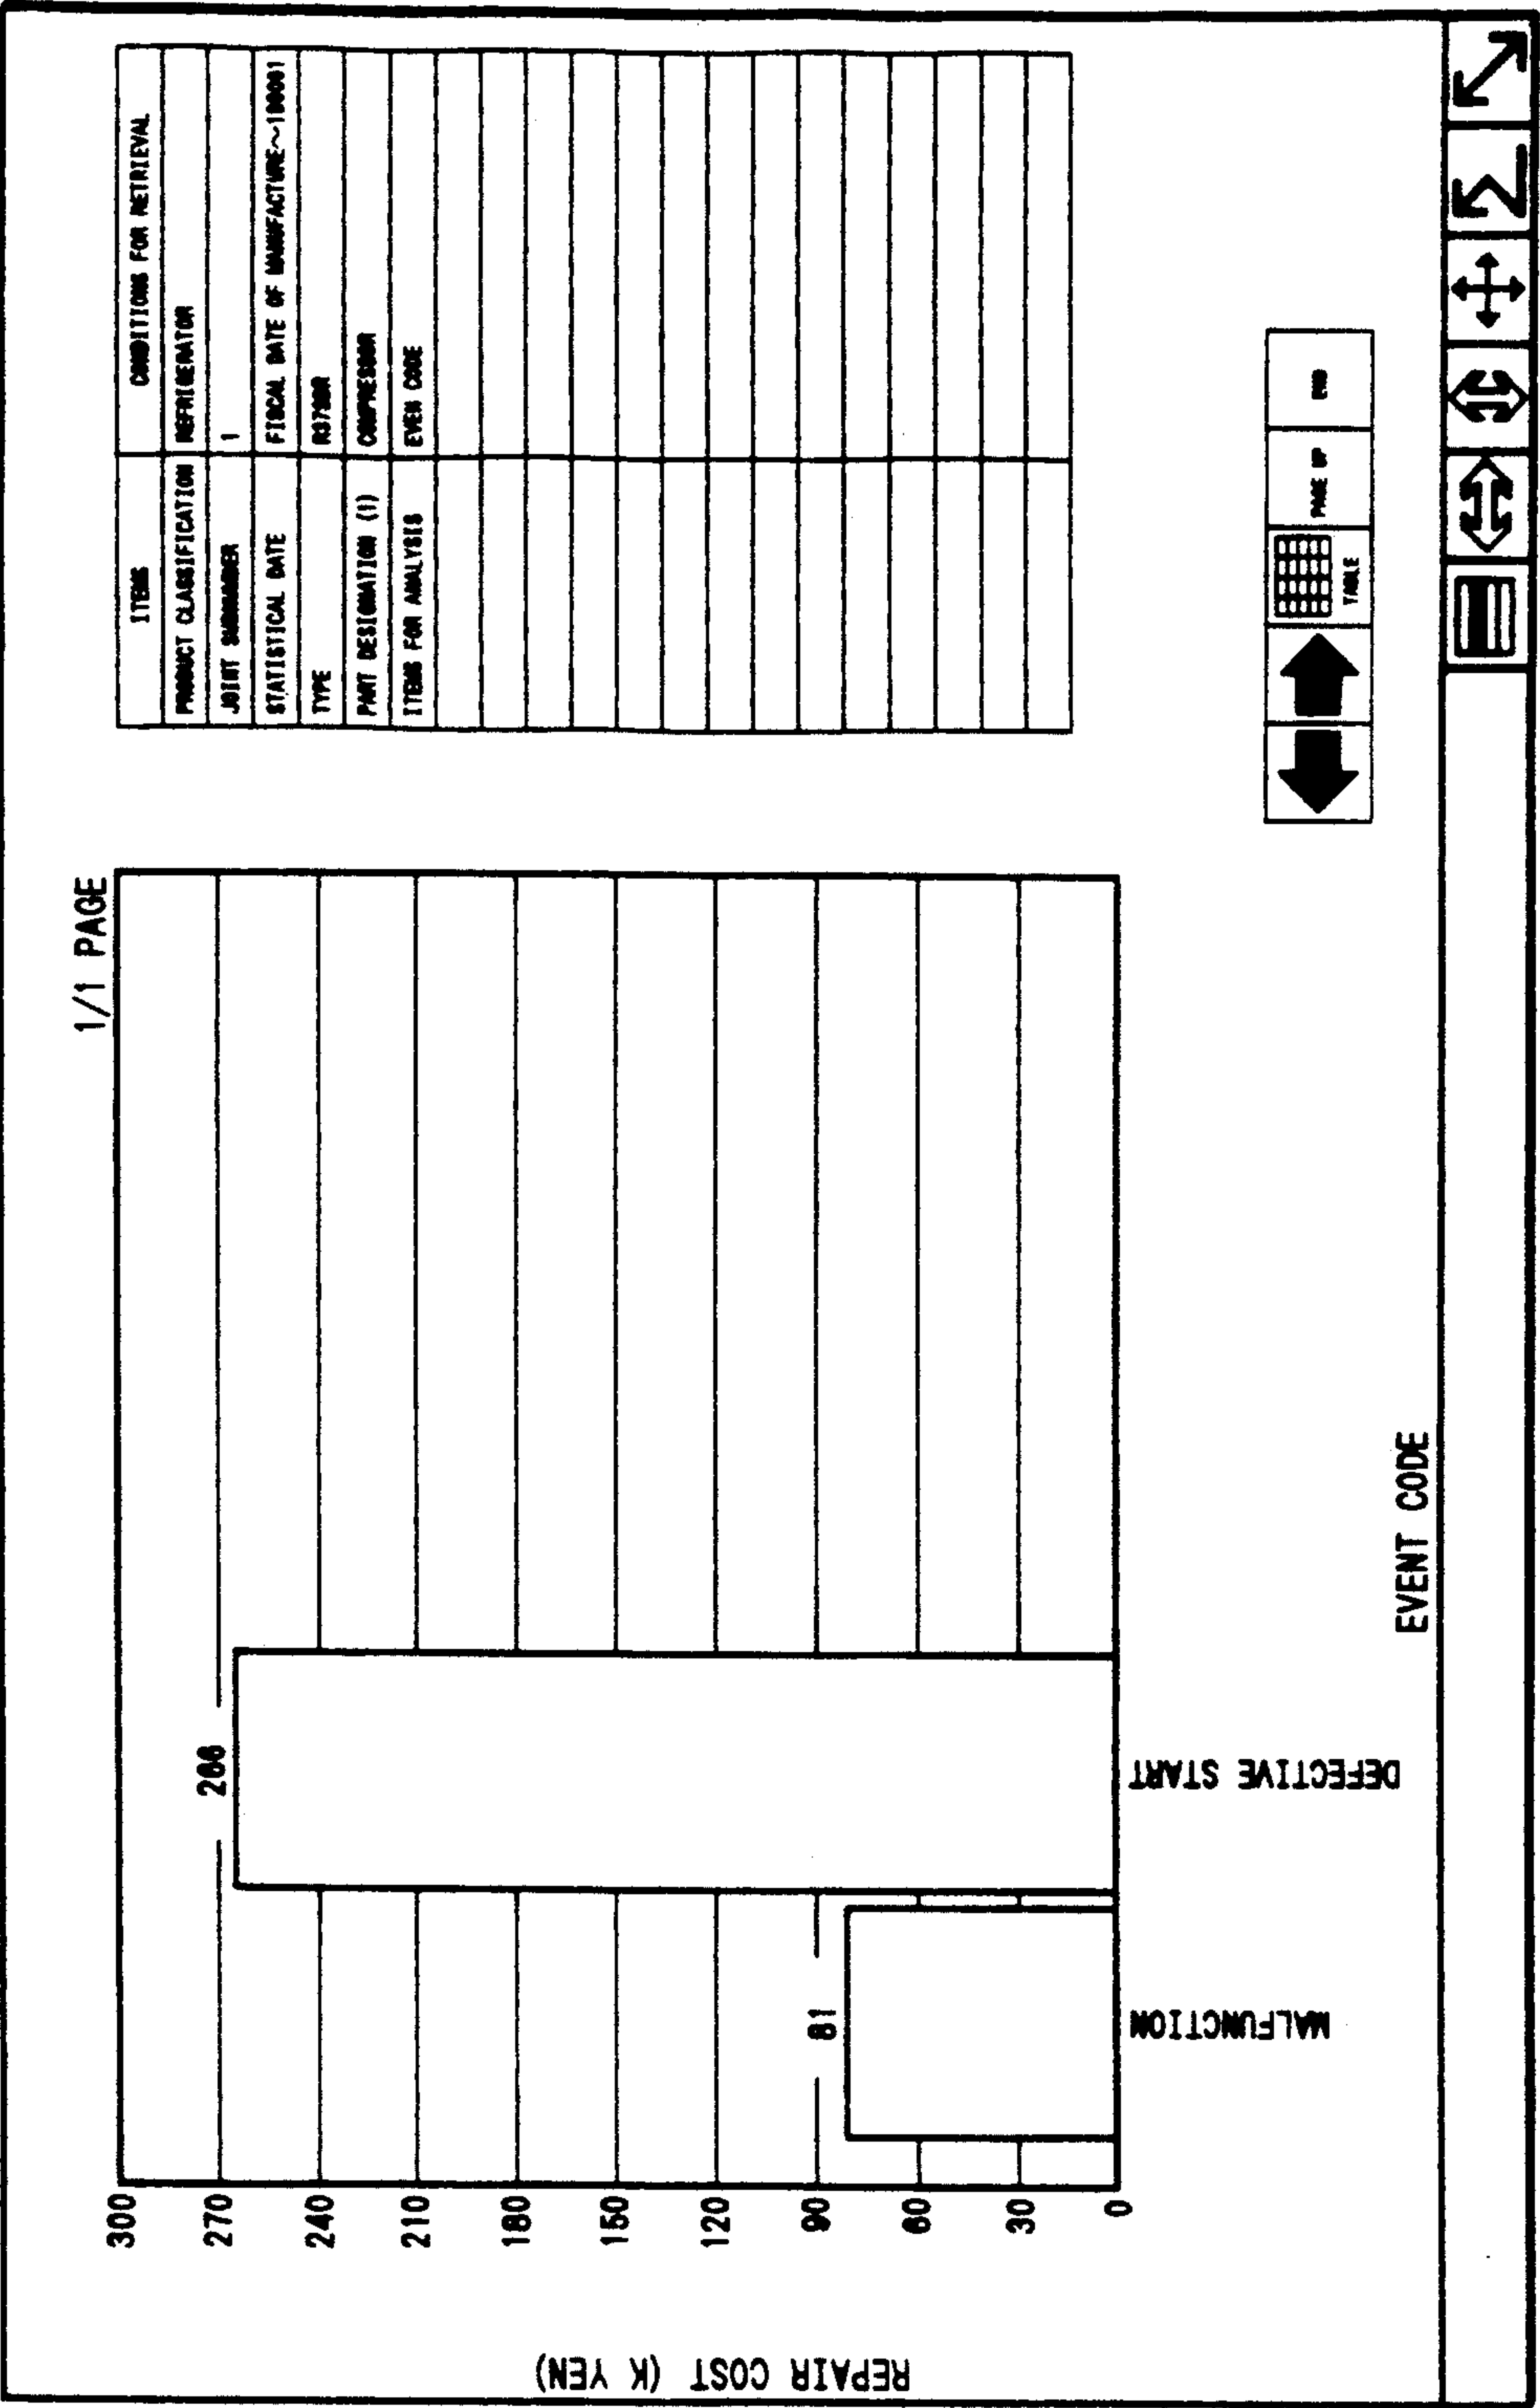 1/1 PAGE
REPAIR COST (K YEN)
300
270
240
210
180
150
120
90
60
30
0
266
81
MALFUNCTION
DEFECTIVE START
EVENT CODE
ITEMS CONDITIONS FOR RETRIEVAL
PRODUCT CLASSIFICATION REFRIGERATOR
JOINT 1
STATISTICAL DATE FISCAL DATE OF MANUFACTURE~
TYPE
PART DESIGNATION (1) COMPRESSOR
ITEMS FOR ANALYSIS EVEN CODE
TABLE
PAGE UP
END